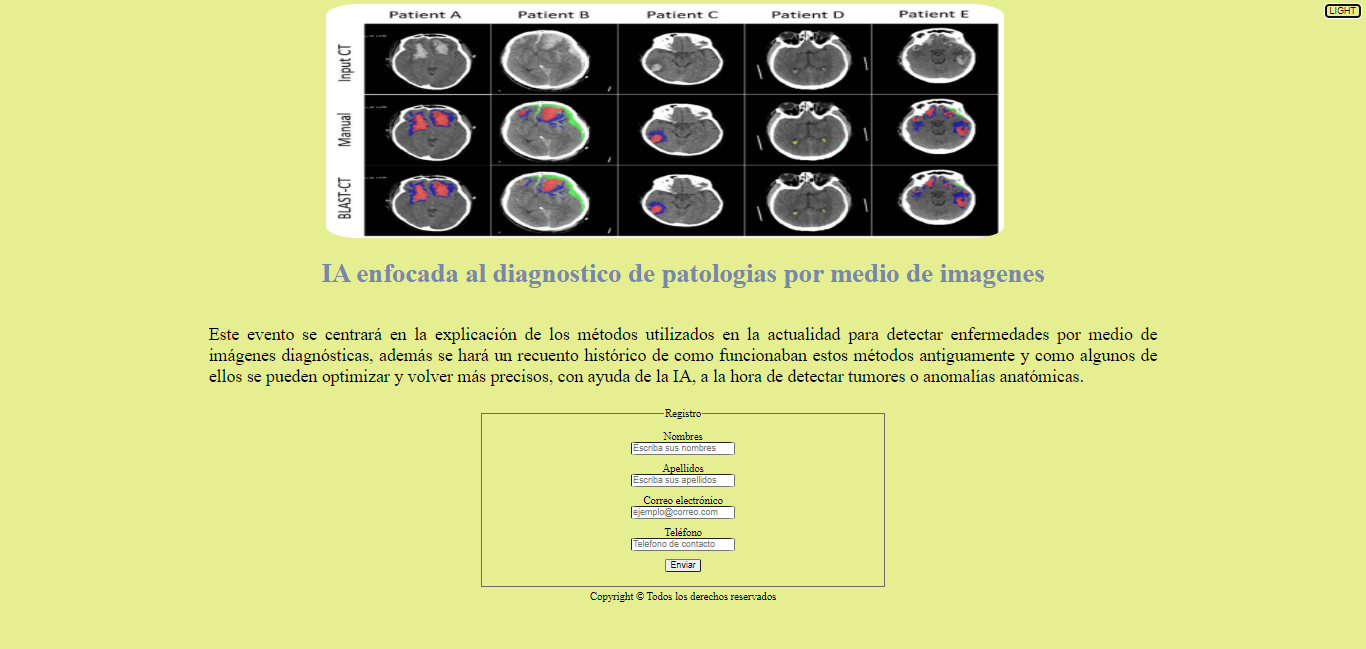 LIGHT
Patient A Patient B Patient C Patient D Patient E
Input CT
Manual
BLAST-CT
IA enfocada al diagnostico de patologias por medio de imagenes
Este evento se centrará en la explicación de los métodos utilizados en la actualidad para detectar enfermedades por medio de
imágenes diagnósticas, además se hará un recuento histórico de como funcionaban estos métodos antiguamente y como algunos de
ellos se pueden optimizar y volver más precisos, con ayuda de la IA, a la hora de detectar tumores o anomalías anatómicas.
Registro
Nombres
Escriba sus nombres
Apellidos
Escriba sus apellidos
Correo electrónico
ejemplo@correo.com
Teléfono
Telefono de contacto
Enviar
Copyright © Todos los derechos reservados